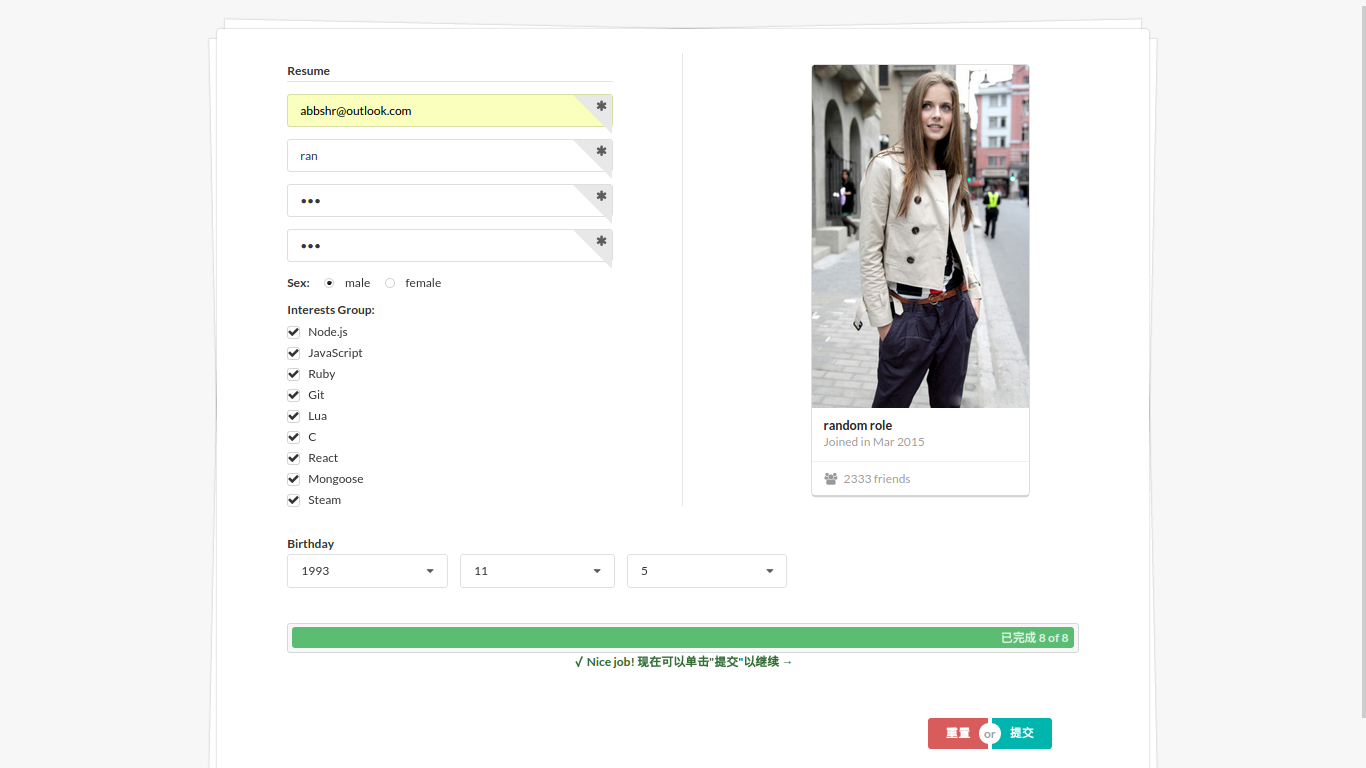 Resume
abbshr@outlook.com
ran
•••
•••
Sex: male female
Interests Group:
Node.js
JavaScript
Ruby
Git
Lua
C
React
Mongoose
Steam
random role
Joined in Mar 2015
2333 friends
Birthday
1993 11 5
已完成 8 of 8
✓ Nice job! 现在可以单击"提交"以继续 →
重置 or 提交